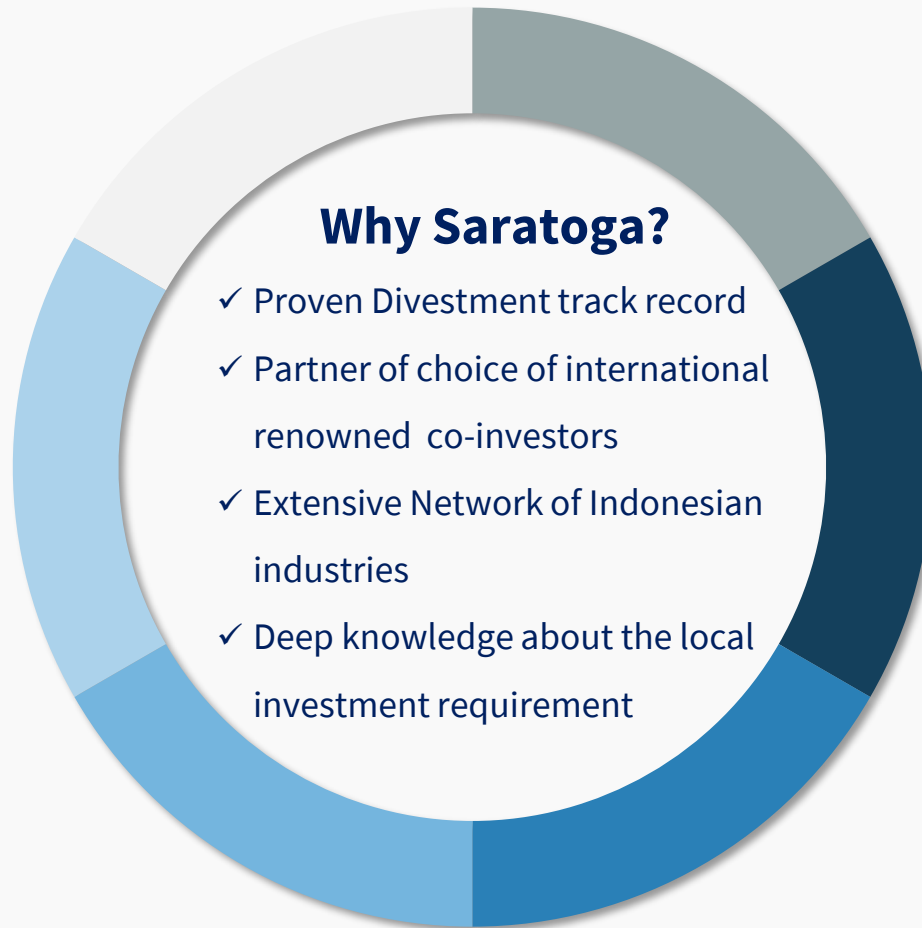 Why Saratoga?
✓ Proven Divestment track record
✓ Partner of choice of international
renowned  co-investors
✓ Extensive Network of Indonesian
industries
✓ Deep knowledge about the local
investment requirement